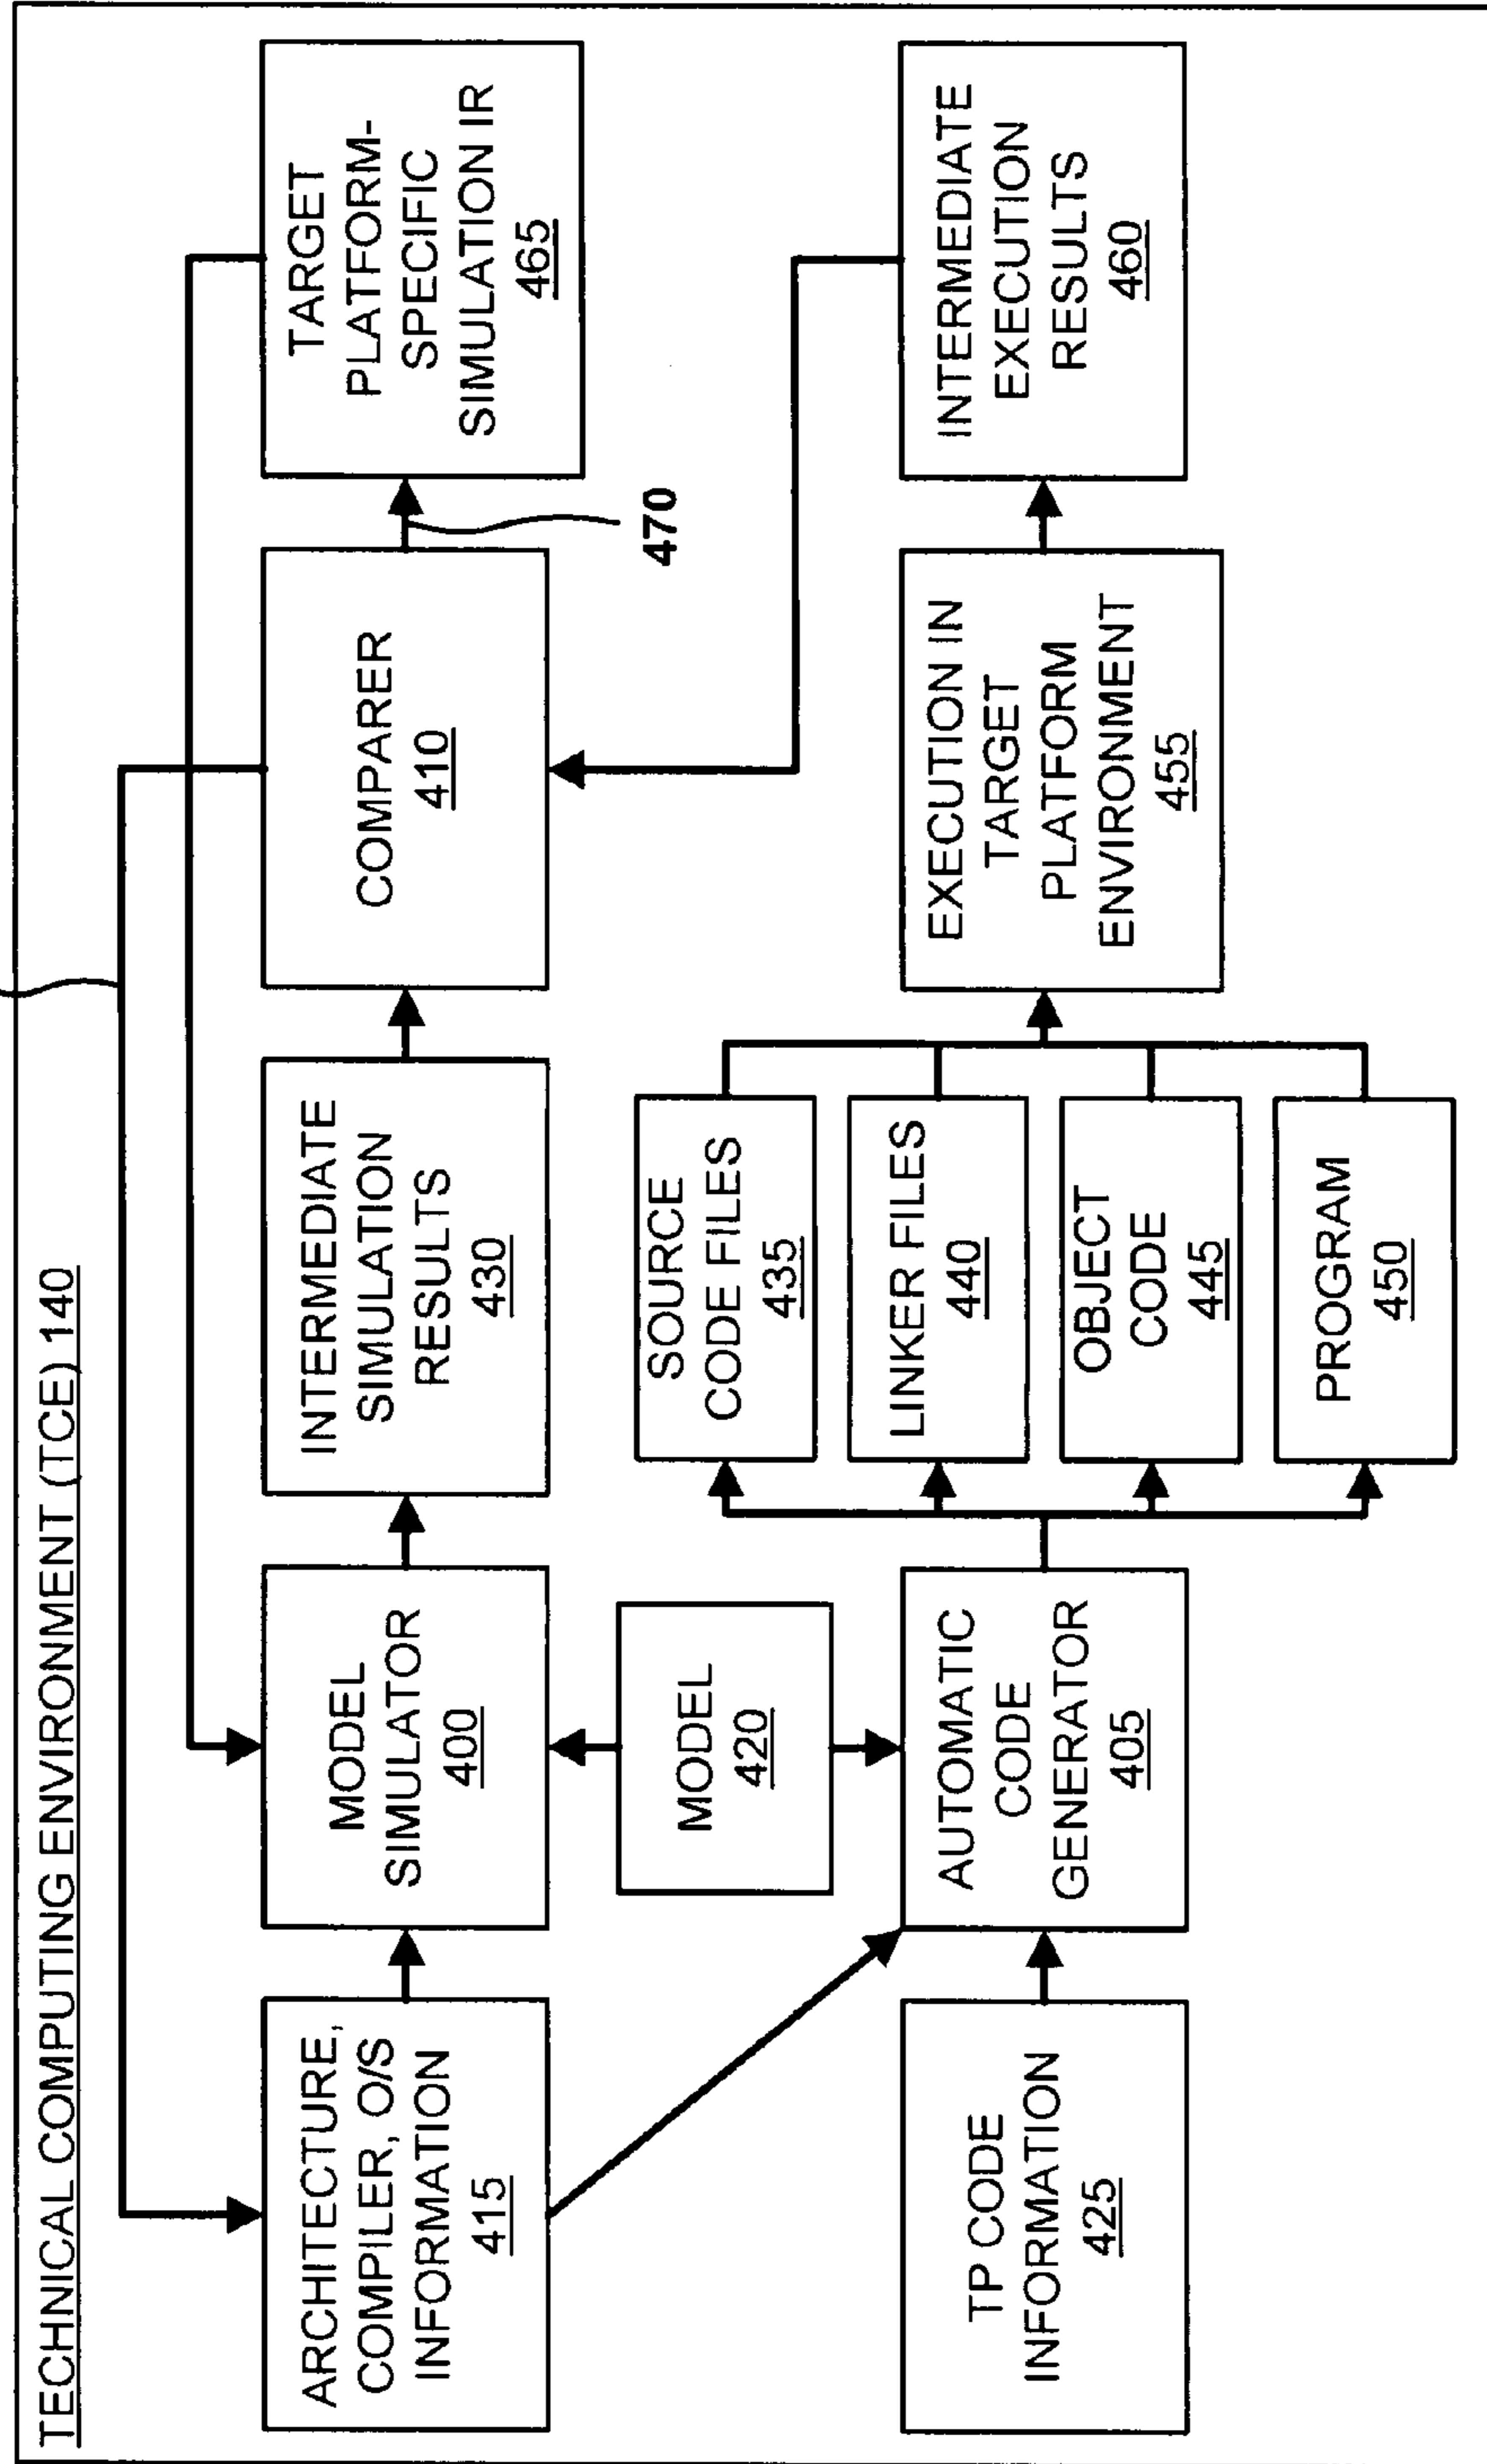 TECHNICAL COMPUTING ENVIRONMENT (TCE) 140
ARCHITECTURE,
COMPILER, O/S
INFORMATION
415
MODEL
SIMULATOR
400
INTERMEDIATE
SIMULATION
RESULTS
430
COMPARER
410
470
TARGET
PLATFORM-
SPECIFIC
SIMULATION IR
465
MODEL
420
TP CODE
INFORMATION
425
AUTOMATIC
CODE
GENERATOR
405
SOURCE
CODE FILES
435
LINKER FILES
440
OBJECT
CODE
445
PROGRAM
450
EXECUTION IN
TARGET
PLATFORM
ENVIRONMENT
455
INTERMEDIATE
EXECUTION
RESULTS
460